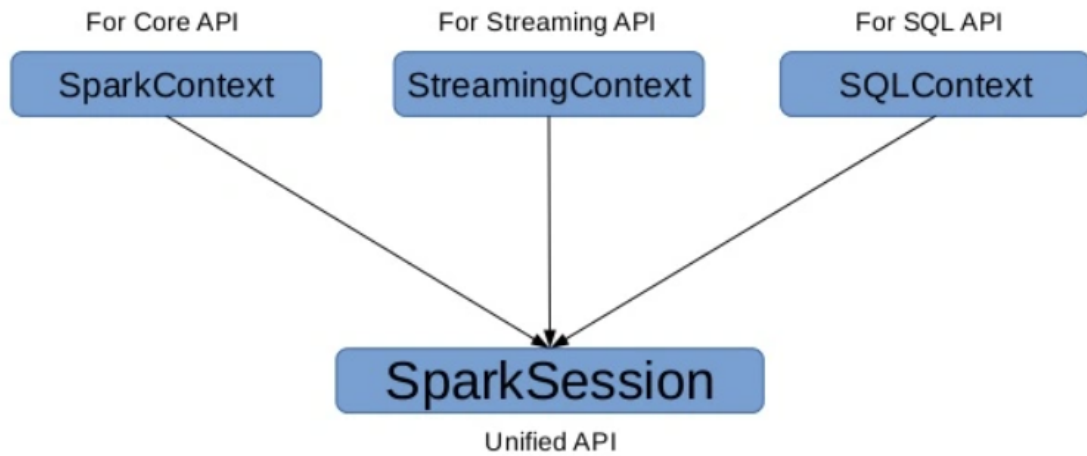 For Core API
For Streaming API
For SQL API
SparkContext
StreamingContext
SQLContext
SparkSession
Unified API